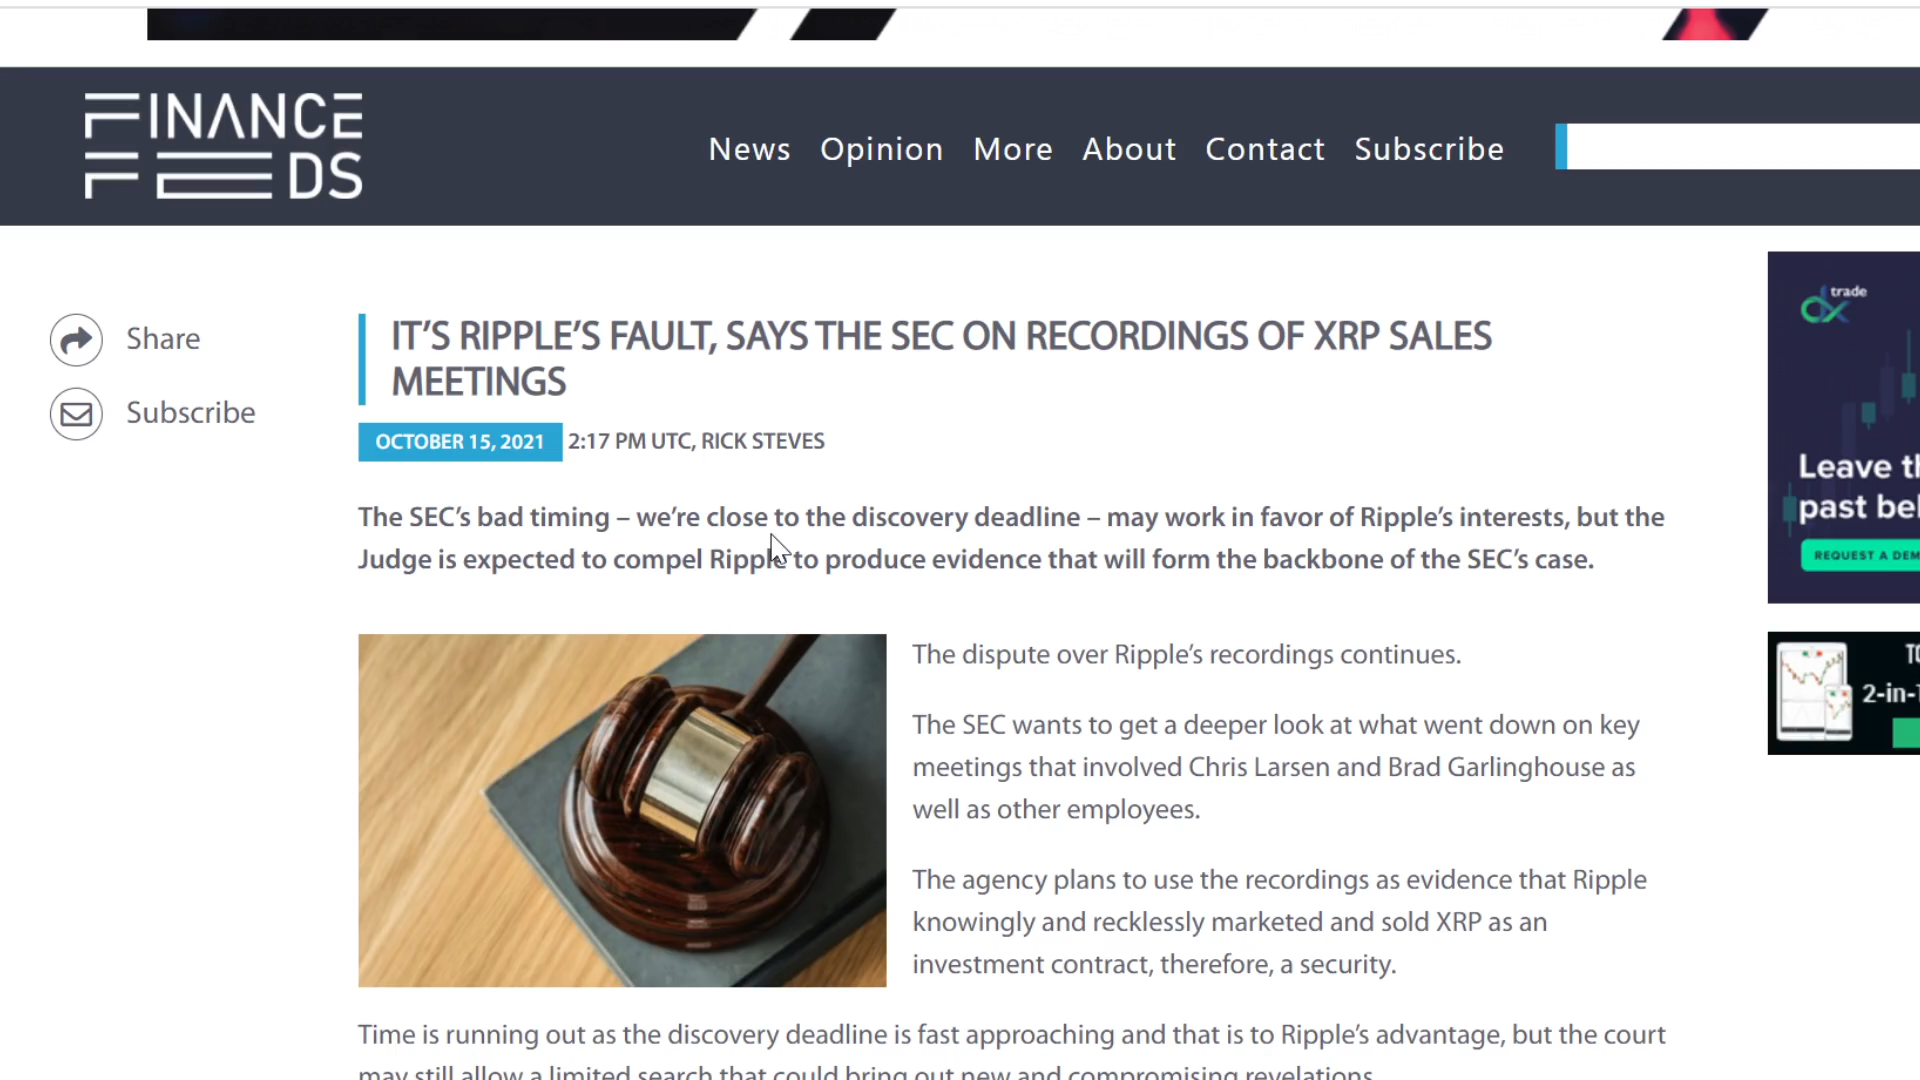 FINANCE
FEEDS
News Opinion More About Contact Subscribe
Share
Subscribe
IT’S RIPPLE’S FAULT, SAYS THE SEC ON RECORDINGS OF XRP SALES
MEETINGS
OCTOBER 15, 2021 2:17 PM UTC, RICK STEVES
The SEC’s bad timing – we’re close to the discovery deadline – may work in favor of Ripple’s interests, but the
Judge is expected to compel Ripple to produce evidence that will form the backbone of the SEC’s case.
The dispute over Ripple’s recordings continues.
The SEC wants to get a deeper look at what went down on key
meetings that involved Chris Larsen and Brad Garlinghouse as
well as other employees.
The agency plans to use the recordings as evidence that Ripple
knowingly and recklessly marketed and sold XRP as an
investment contract, therefore, a security.
Time is running out as the discovery deadline is fast approaching and that is to Ripple’s advantage, but the court
may still allow a limited search that could bring out new and compromising revelations.
dx trade
Leave
past
REQUEST A
2-in-